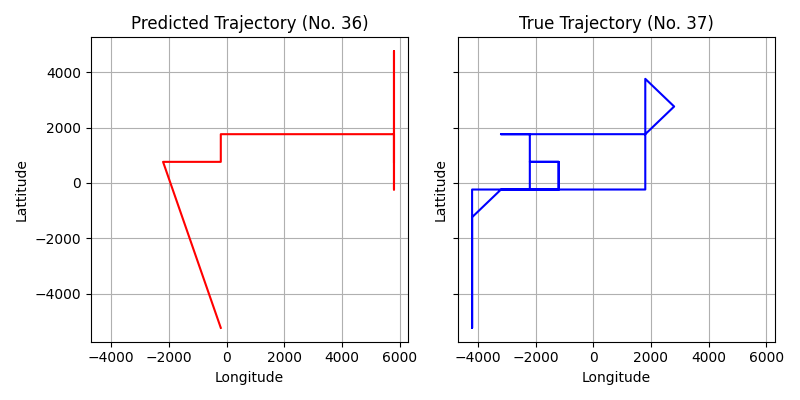 Predicted Trajectory (No. 36)
True Trajectory (No. 37)
Lattitude
4000
2000
0
−2000
−4000
−4000 −2000 0 2000 4000 6000
Longitude
Lattitude
−4000 −2000 0 2000 4000 6000
Longitude